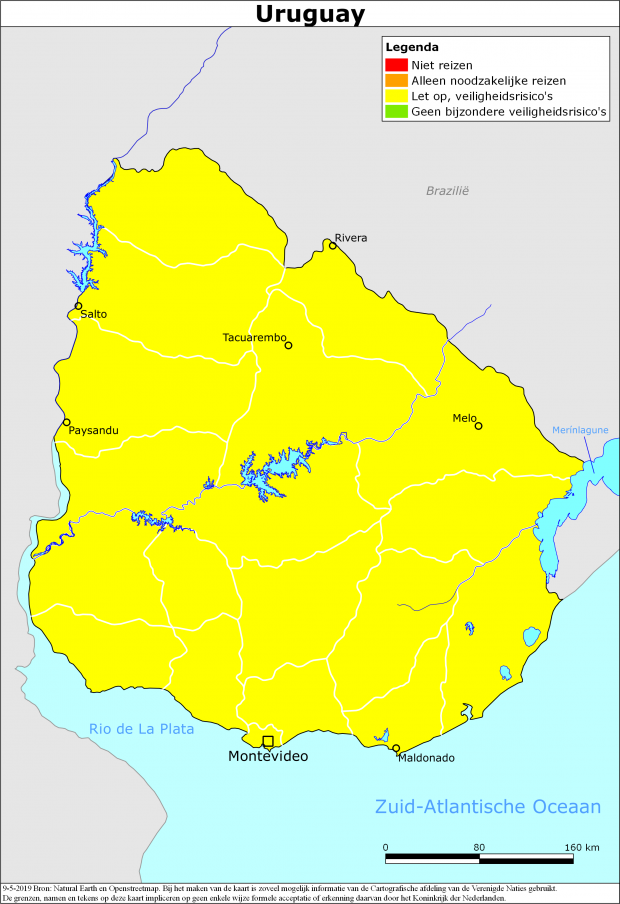 Uruguay
Legenda
Niet reizen
Alleen noodzakelijke reizen
Let op, veiligheidsrisico's
Geen bijzondere veiligheidsrisico's
Brazilië
Rivera
Salto
Tacuarembo
Melo
Paysandu
Merinlagune
Rio de La Plata
Montevideo
Maldonado
Zuid-Atlantische Oceaan
0 80 160 km
9-5-2019 Bron: Natural Earth en Openstreetmap. Bij het maken van de kaart is zoveel mogelijk informatie van de Cartografische afdeling van de Verenigde Naties gebruikt.
De grenzen, namen en tekens op deze kaart impliceren op geen enkele wijze formele acceptatie of erkenning daarvan door het Koninkrijk der Nederlanden.